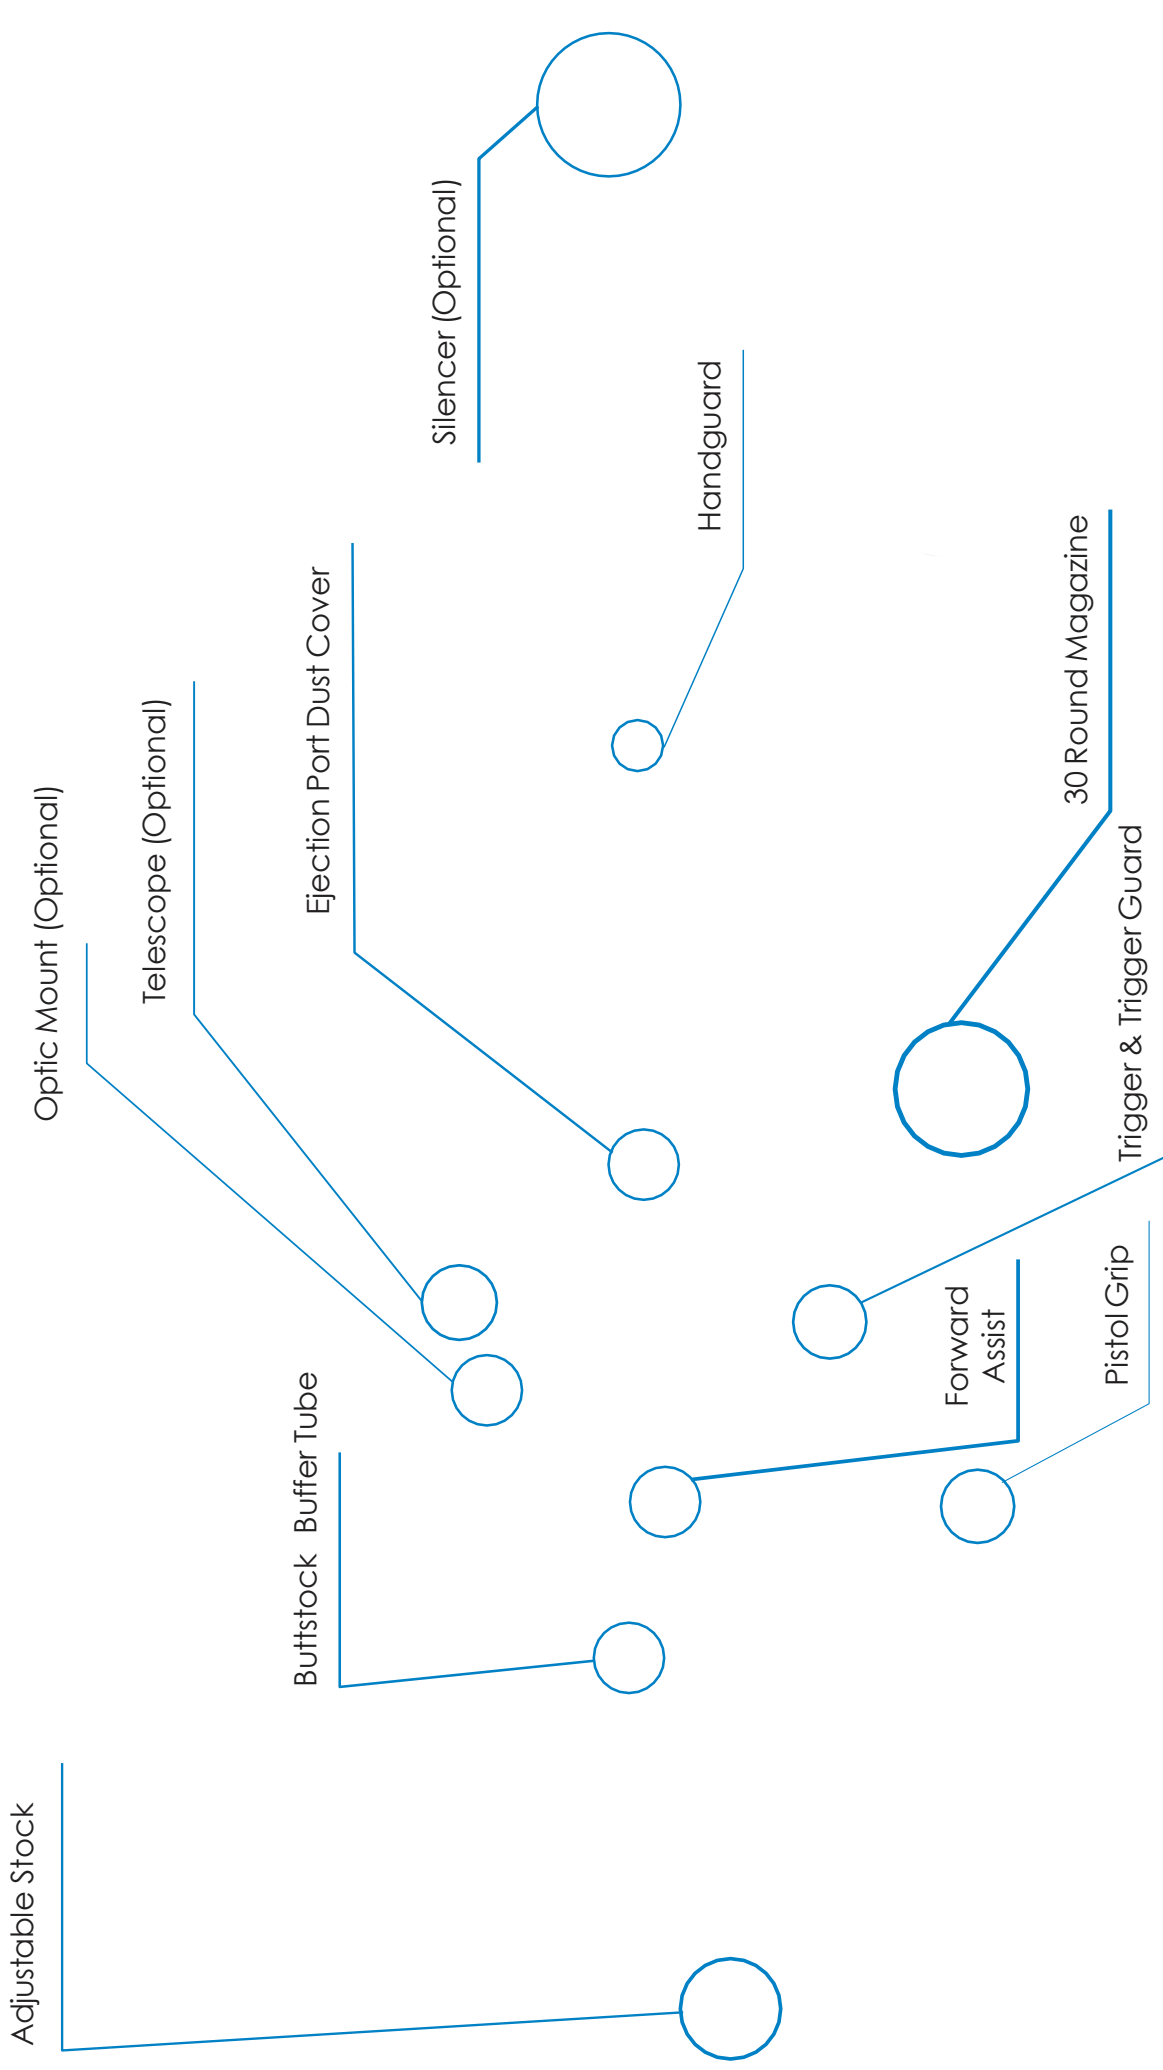 Adjustable Stock
Optic Mount (Optional)
Telescope (Optional)
Buttstock Buffer Tube
Ejection Port Dust Cover
Silencer (Optional)
Handguard
Forward
Assist
30 Round Magazine
Pistol Grip
Trigger & Trigger Guard